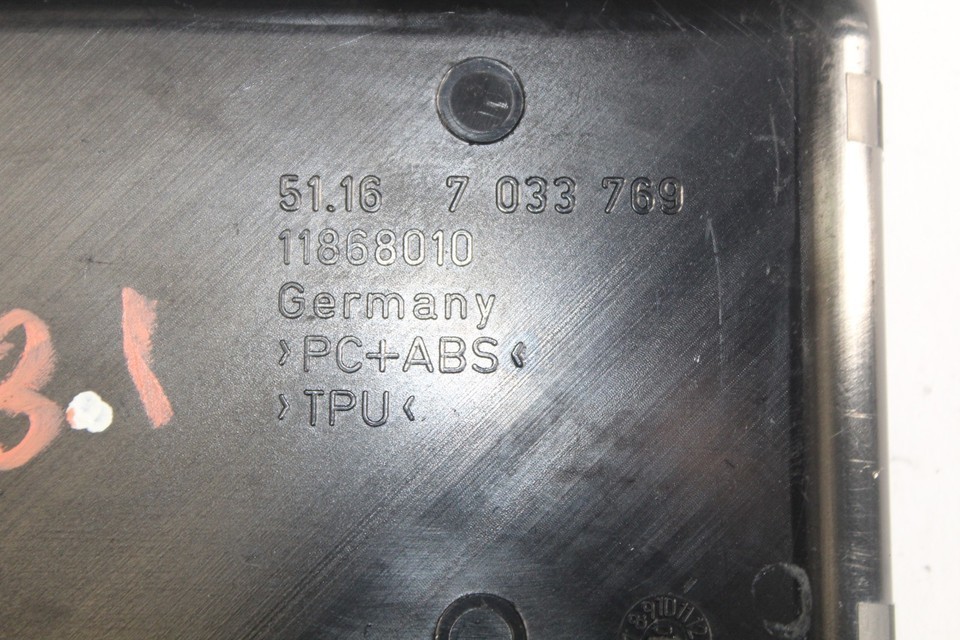 51.16 7 033 769
11868010
Germany
>PC+ABS<
>TPU<
3.1